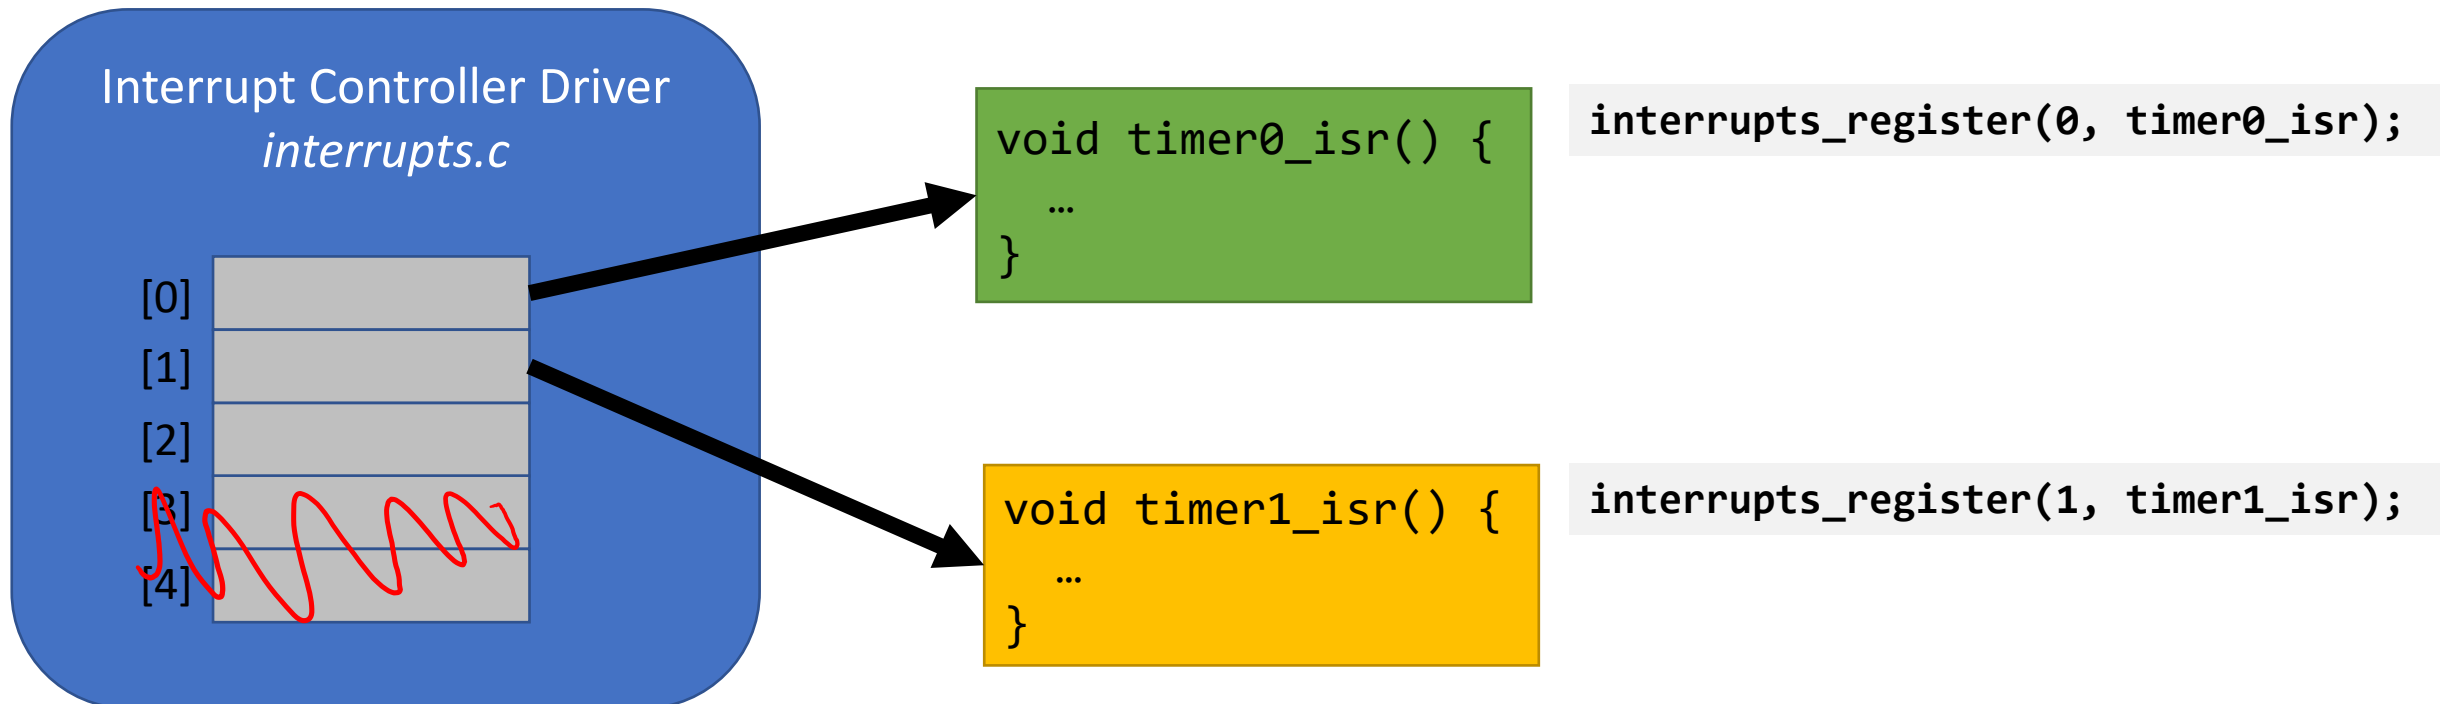 Interrupt Controller Driver
interrupts.c
[0]
[1]
[2]
[3]
[4]
void timer0_isr() {
…
}
interrupts_register(0, timer0_isr);
void timer1_isr() {
…
}
interrupts_register(1, timer1_isr);